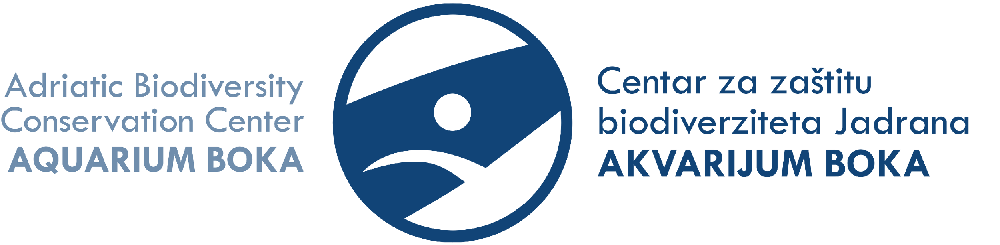 Adriatic Biodiversity
Conservation Center
AQUARIUM BOKA
Centar za zaštitu
biodiverziteta Jadrana
AKVARIJUM BOKA